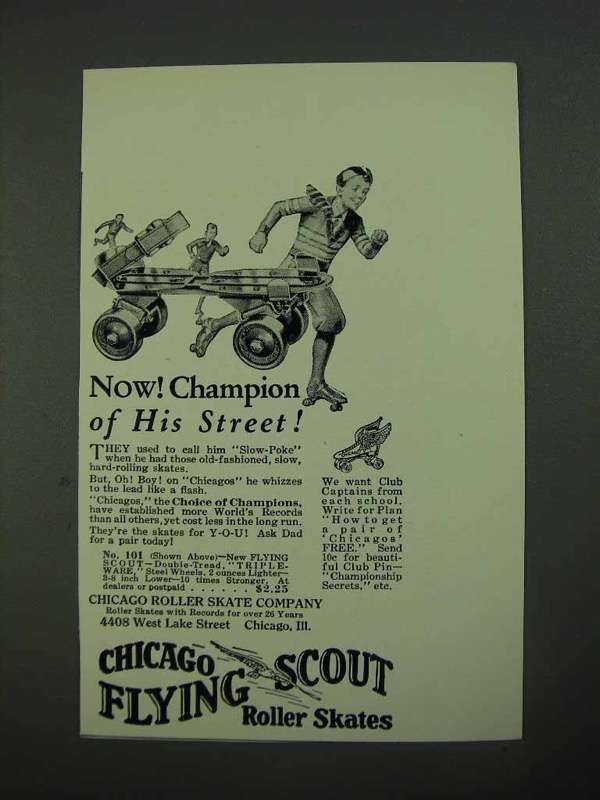 Now! Champion
of His Street!
THEY used to call him "Slow-Poke"
when he had those old-fashioned, slow,
hard-rolling skates.
But, Oh! Boy! on "Chicagos" he whizzes
to the lead like a flash.
"Chicagos," the Choice of Champions,
have established more World's Records
than all others, yet cost less in the long run.
They're the skates for Y-O-U! Ask Dad
for a pair today!
No. 101 (Shown Above)—New FLYING
SCOUT—Double-Tread, "TRIPLE-
WARE," Steel Wheels, 2 ounces Lighter—
3-8 inch Lower—10 times Stronger. At
dealers or postpaid . . . . . . $2.25
We want Club
Captains from
each school.
Write for Plan
"How to get
a pair of
'Chicagos'
FREE." Send
10c for beauti-
ful Club Pin—
"Championship
Secrets," etc.
CHICAGO ROLLER SKATE COMPANY
Roller Skates with Records for over 26 Years
4408 West Lake Street Chicago, Ill.
CHICAGO
FLYING SCOUT
Roller Skates